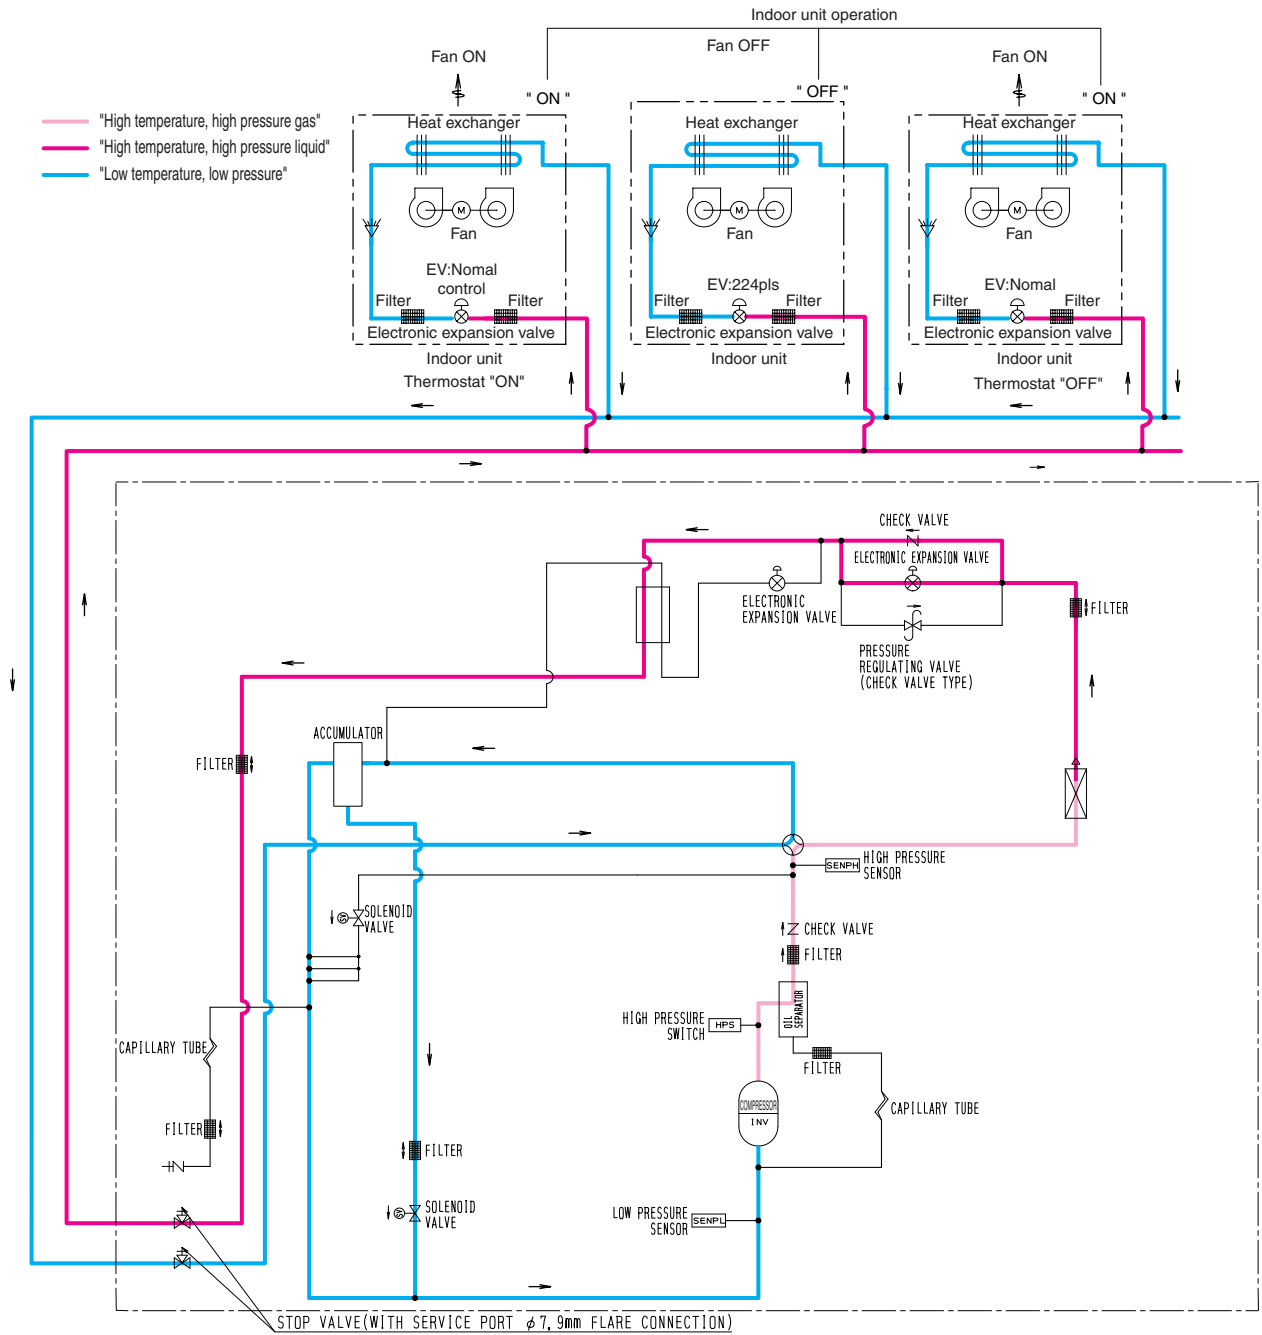 Indoor unit operation
Fan ON
Fan OFF
Fan ON
" ON "
" OFF "
" ON "
"High temperature, high pressure gas"
"High temperature, high pressure liquid"
"Low temperature, low pressure"
Heat exchanger
Heat exchanger
Heat exchanger
M
M
M
Fan
Fan
Fan
EV:Nomal
control
EV:224pls
EV:Nomal
Filter
Filter
Filter
Filter
Filter
Filter
Electronic expansion valve
Electronic expansion valve
Electronic expansion valve
Indoor unit
Indoor unit
Indoor unit
Thermostat "ON"
Thermostat "OFF"
CHECK VALVE
ELECTRONIC EXPANSION VALVE
ELECTRONIC
EXPANSION VALVE
FILTER
PRESSURE
REGULATING VALVE
(CHECK VALVE TYPE)
ACCUMULATOR
FILTER
SENPH
HIGH PRESSURE
SENSOR
SOLENOID
VALVE
CHECK VALVE
FILTER
OIL
SEPARATOR
HIGH PRESSURE
SWITCH
HPS
CAPILLARY TUBE
FILTER
COMPRESSOR
INV
CAPILLARY TUBE
FILTER
FILTER
SOLENOID
VALVE
LOW PRESSURE
SENSOR
SENPL
STOP VALVE(WITH SERVICE PORT φ7,9mm FLARE CONNECTION)